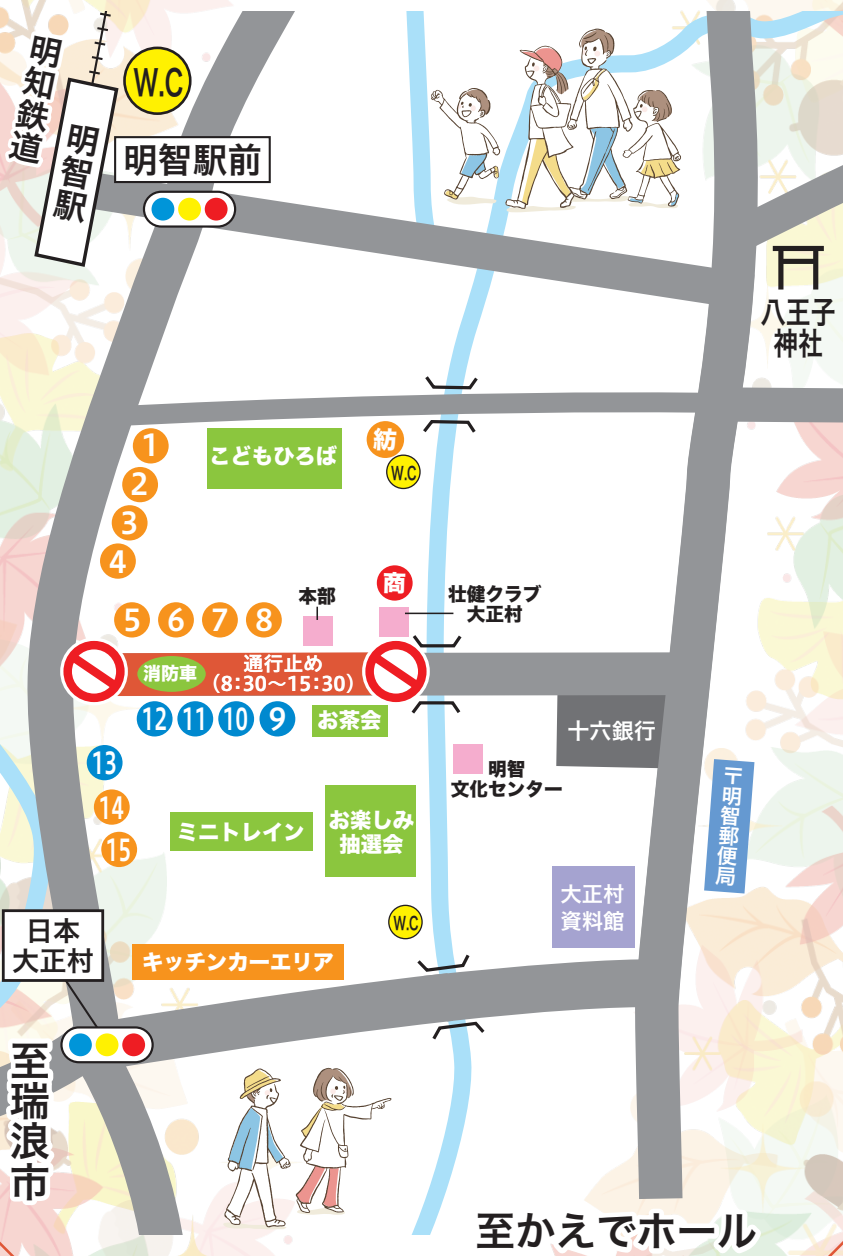 明知鉄道
明智駅
W.C
明智駅前
八王子
神社
①
②
③
④
こどもひろば
紡
W.C
⑤ ⑥ ⑦ ⑧
本部
商
壮健クラブ
大正村
消防車
通行止め
(8:30〜15:30)
⑫ ⑪ ⑩ ⑨
お茶会
十六銀行
⑬
⑭
⑮
明智
文化センター
〒明智郵便局
ミニトレイン
お楽しみ
抽選会
大正村
資料館
W.C
日本
大正村
キッチンカーエリア
至瑞浪市
至かえでホール